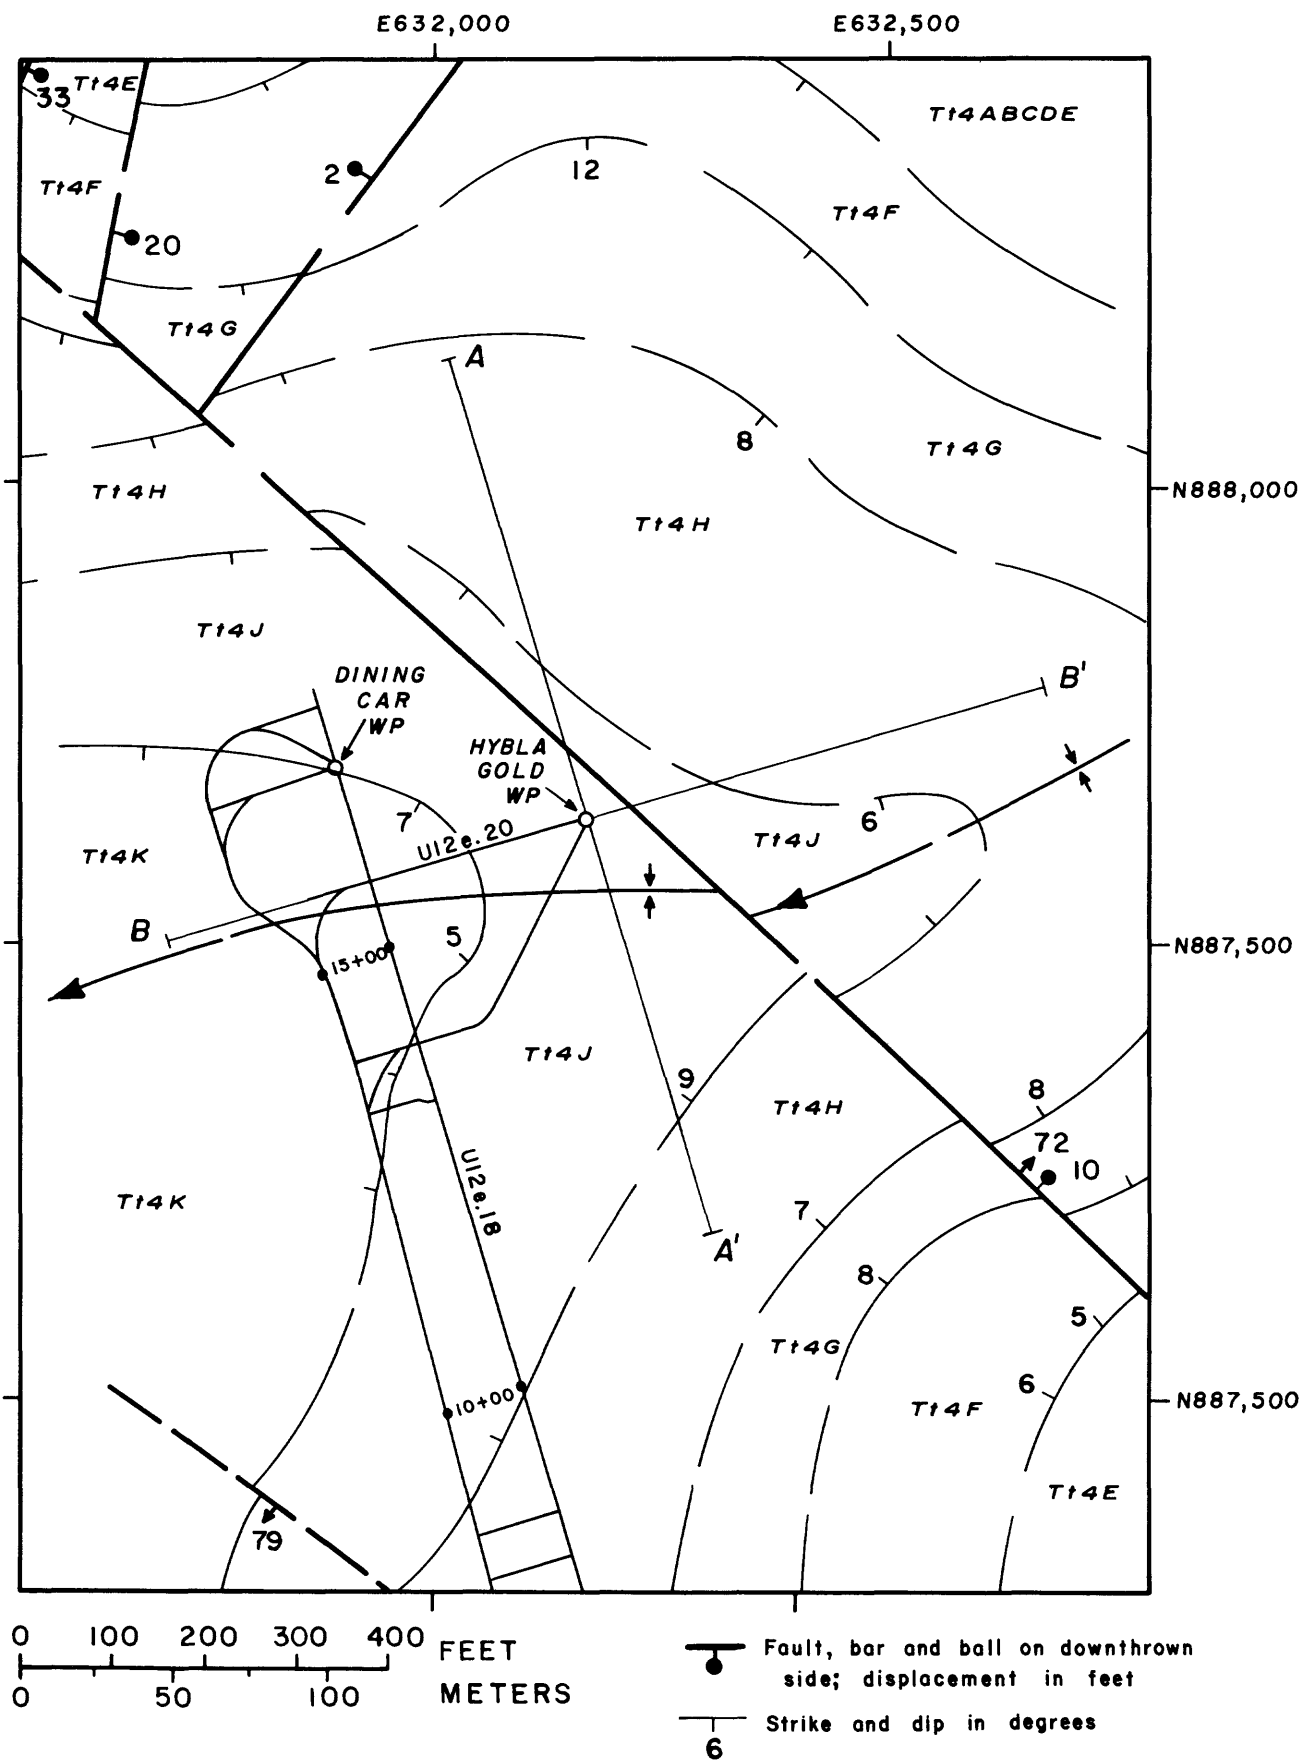 E632,000 E632,500
33 Tt4E
Tt4ABCDE
2
12
Tt4F
Tt4F
20
Tt4G
A
8
Tt4G
Tt4H
N888,000
Tt4H
Tt4J
DINING
CAR
WP
B'
HYBLA
GOLD
WP
7
6
U12e.20
Tt4J
Tt4K
B
5
15+00
N887,500
Tt4J
9
Tt4H
8
72
10
Tt4K
U12e.18
7
A'
8
5
Tt4G
6
10+00
Tt4F
N887,500
Tt4E
79
0 100 200 300 400 FEET
0 50 100 METERS
Fault, bar and ball on downthrown
side; displacement in feet
Strike and dip in degrees
6